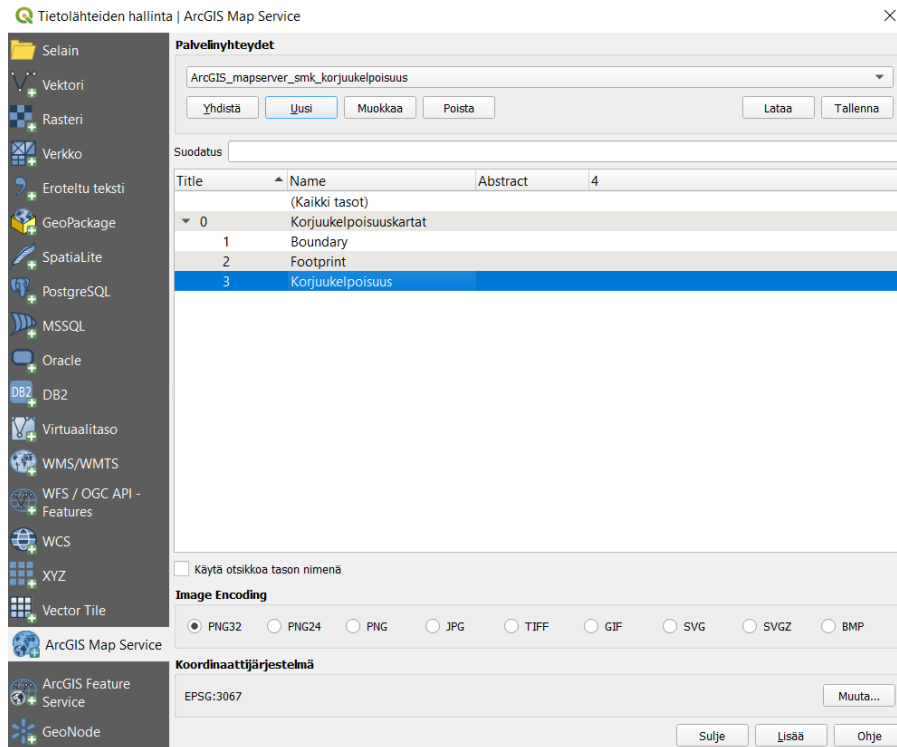 Tietolähteiden hallinta | ArcGIS Map Service
Selain
Vektori
Rasteri
Verkko
Eroteltu teksti
GeoPackage
SpatiaLite
PostgreSQL
MSSQL
Oracle
DB2
DB2
Virtuaalitaso
WMS/WMTS
WFS / OGC API -
Features
WCS
XYZ
Vector Tile
ArcGIS Map Service
ArcGIS Feature
Service
GeoNode
Palvelinyhteydet
ArcGIS_mapserver_smk_korjuukelpoisuus
Yhdistä Uusi Muokkaa Poista Lataa Tallenna
Suodatus
Title Name Abstract 4
(Kaikki tasot)
0 Korjuukelpoisuuskartat
1 Boundary
2 Footprint
3 Korjuukelpoisuus
Käytä otsikkoa tason nimenä
Image Encoding
PNG32 PNG24 PNG JPG TIFF GIF SVG SVGZ BMP
Koordinaattijärjestelmä
EPSG:3067 Muuta...
Sulje Lisää Ohje